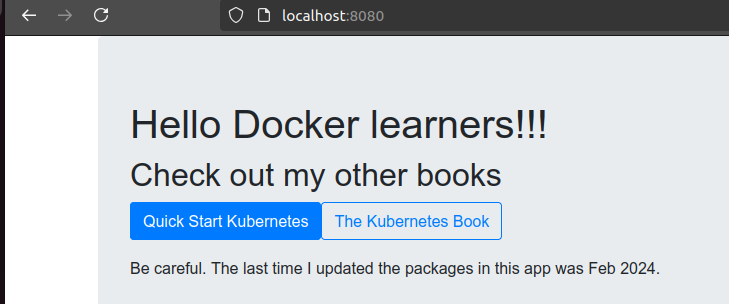 localhost:8080
Hello Docker learners!!!
Check out my other books
Quick Start Kubernetes The Kubernetes Book
Be careful. The last time I updated the packages in this app was Feb 2024.